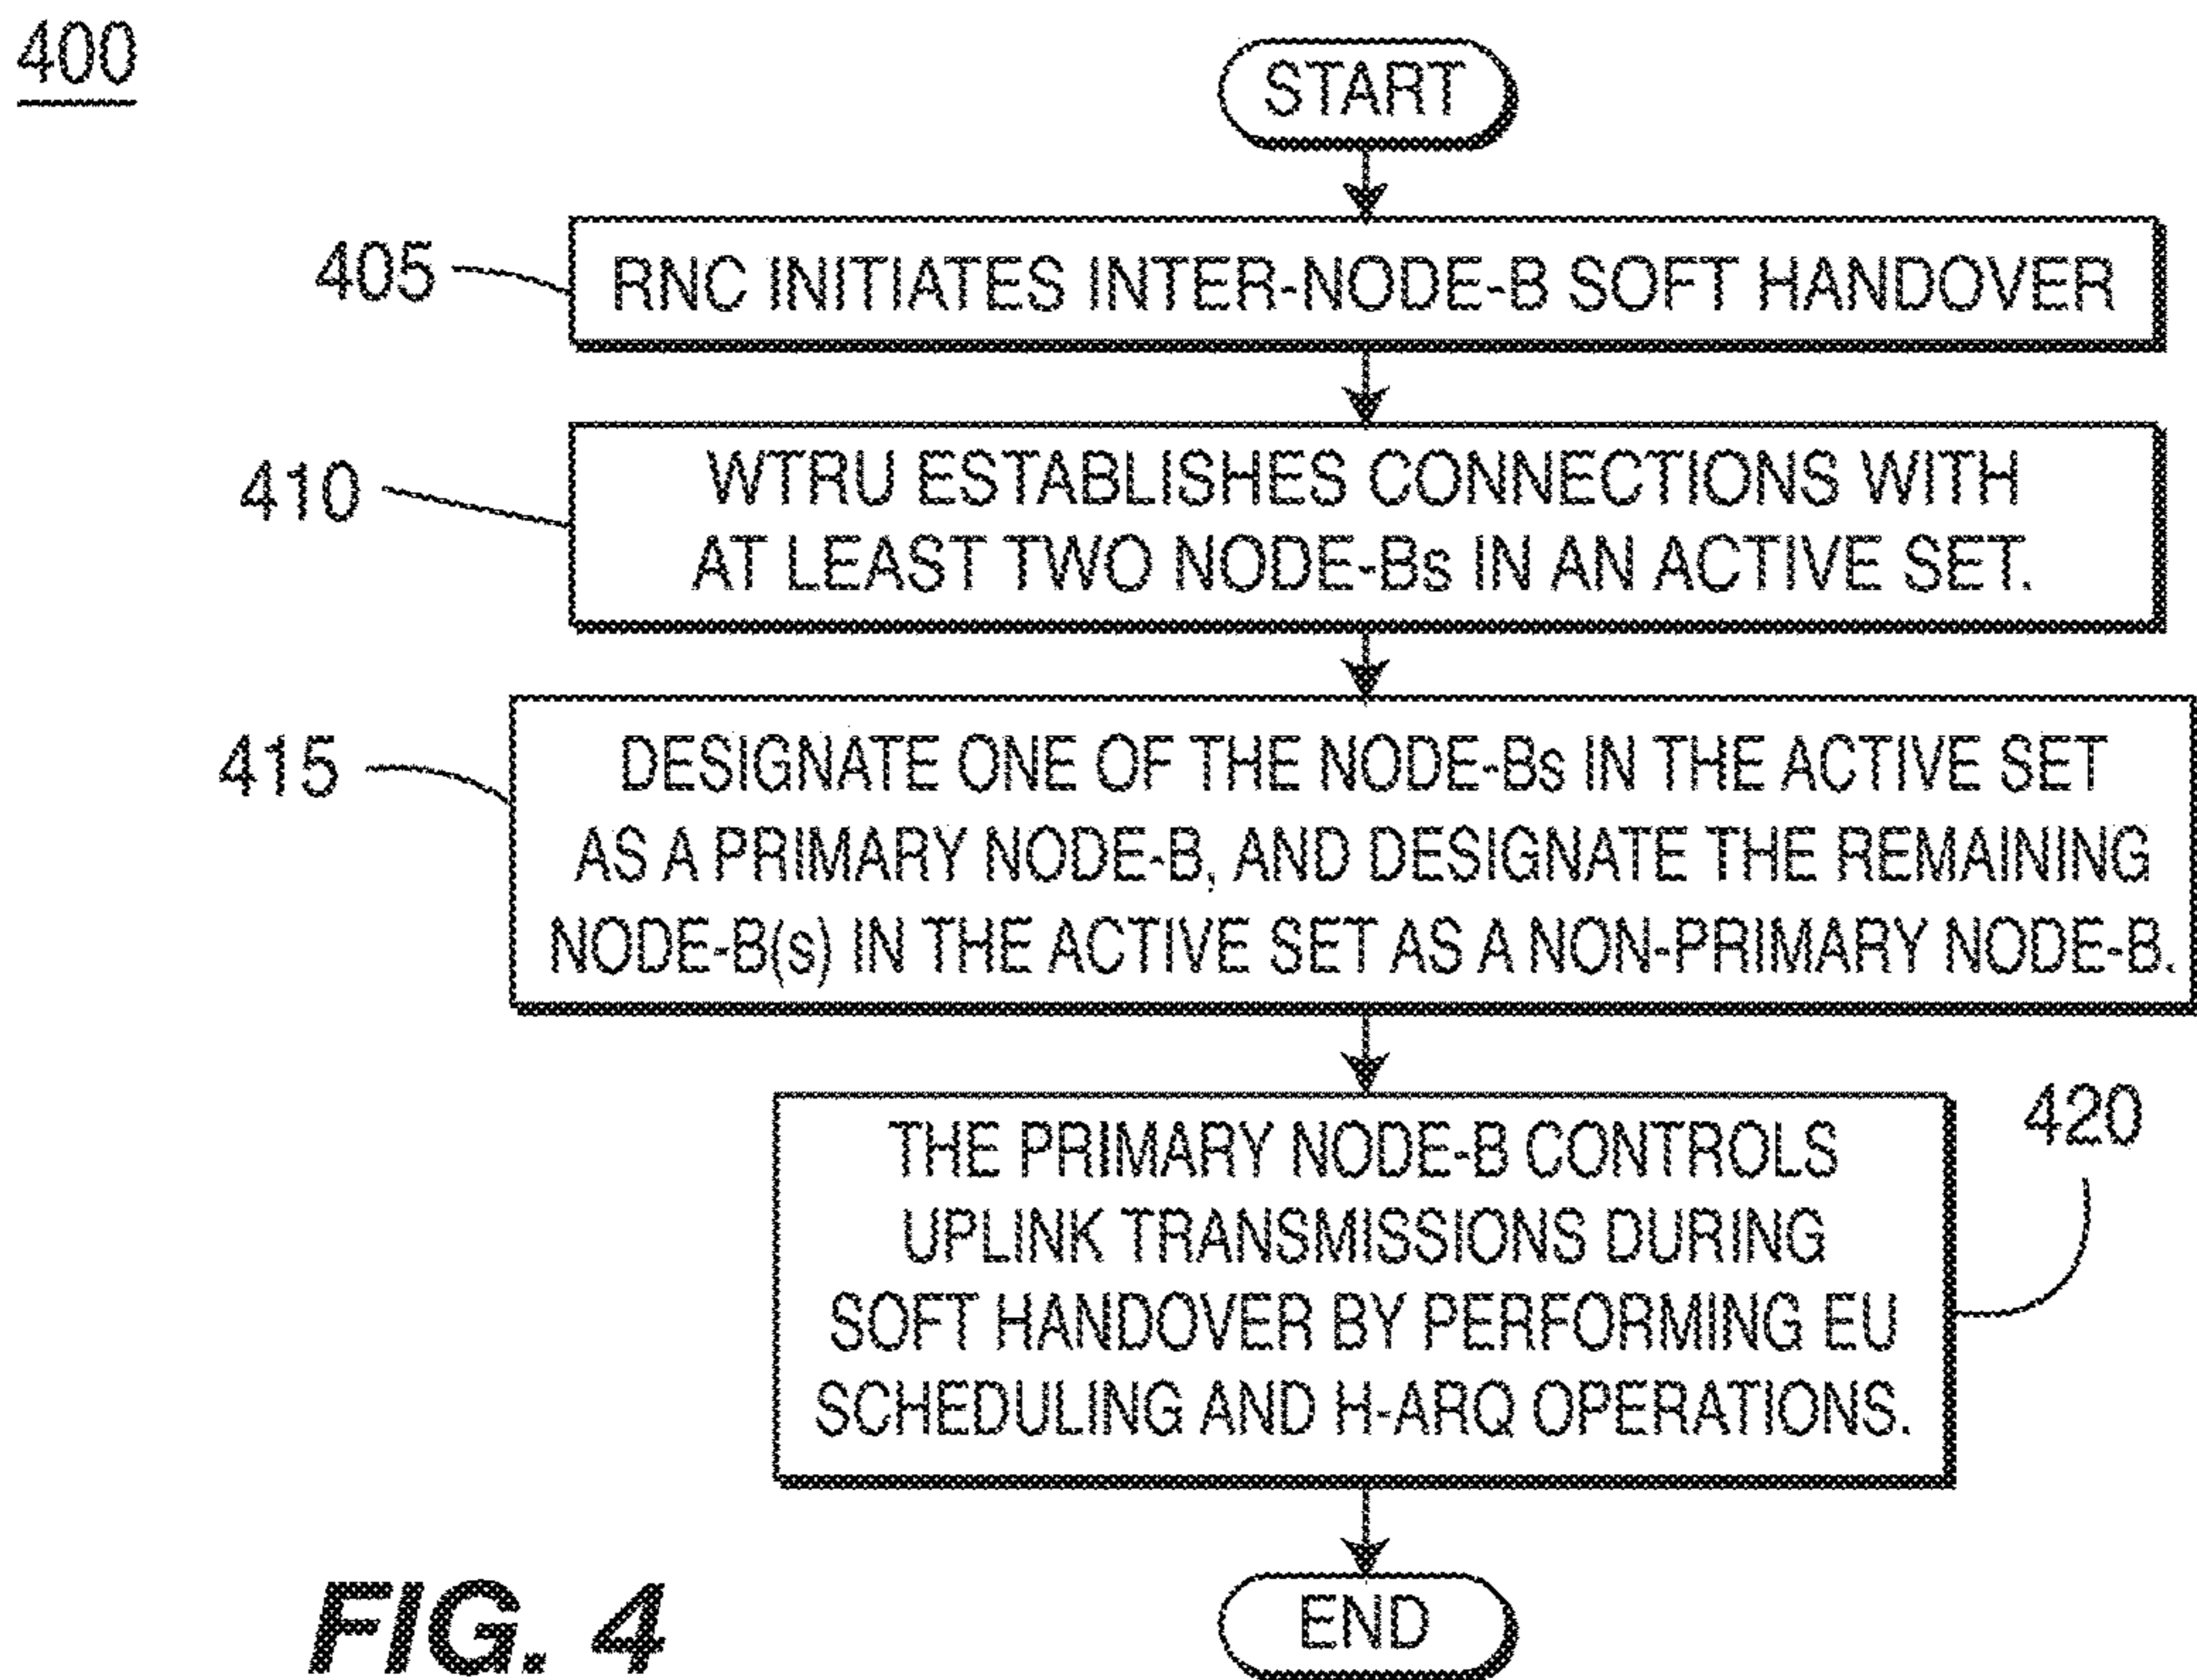 400
START
405
RNC INITIATES INTER-NODE-B SOFT HANDOVER
410
WTRU ESTABLISHES CONNECTIONS WITH
AT LEAST TWO NODE-Bs IN AN ACTIVE SET.
415
DESIGNATE ONE OF THE NODE-Bs IN THE ACTIVE SET
AS A PRIMARY NODE-B, AND DESIGNATE THE REMAINING
NODE-B(s) IN THE ACTIVE SET AS A NON-PRIMARY NODE-B.
420
THE PRIMARY NODE-B CONTROLS
UPLINK TRANSMISSIONS DURING
SOFT HANDOVER BY PERFORMING EU
SCHEDULING AND H-ARQ OPERATIONS.
END
FIG. 4